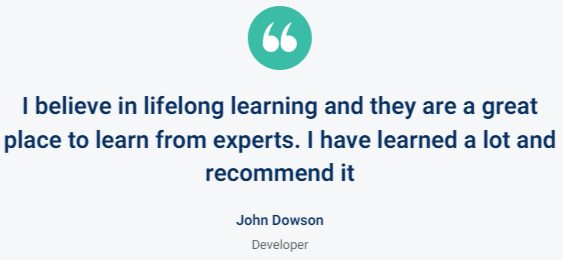 I believe in lifelong learning and they are a great
place to learn from experts. I have learned a lot and
recommend it
John Dowson
Developer